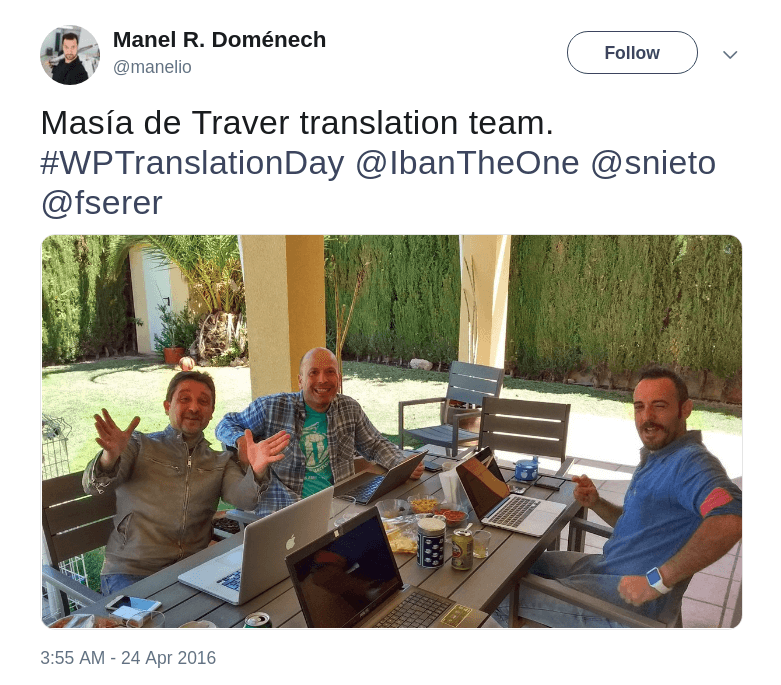 Manel R. Doménech
@manelio
Follow
Masía de Traver translation team.
#WPTranslationDay @IbanTheOne @snieto
@fserer
3:55 AM - 24 Apr 2016